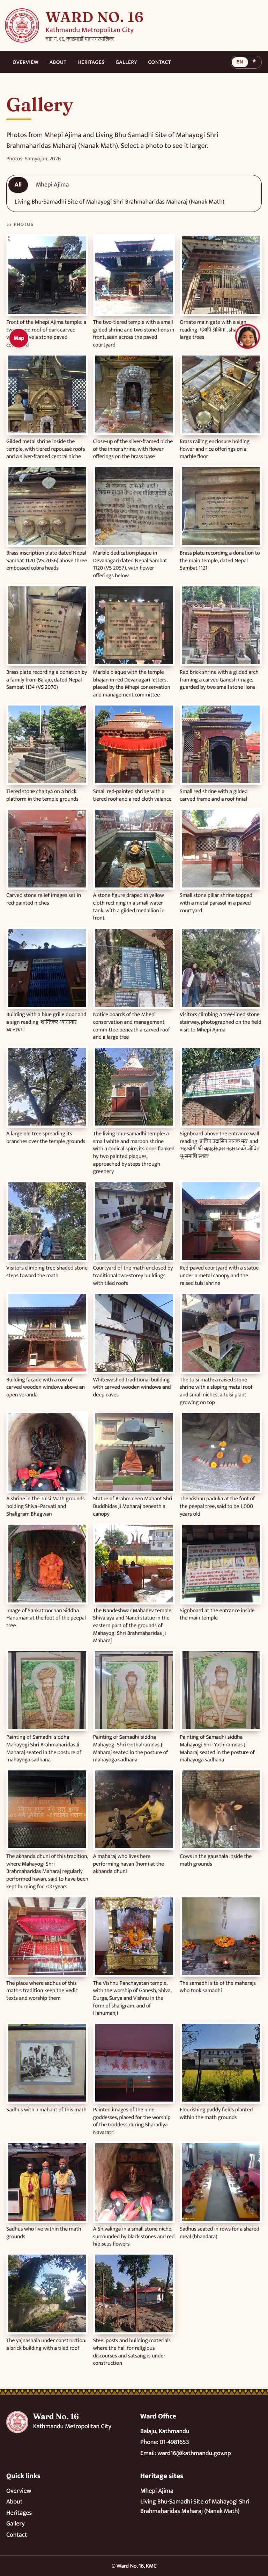 WARD NO. 16
Kathmandu Metropolitan City
वडा नं. १६, काठमाडौं महानगरपालिका
OVERVIEW
ABOUT
HERITAGES
GALLERY
CONTACT
EN
ने
Gallery
Photos from Mhepi Ajima and Living Bhu-Samadhi Site of Mahayogi Shri
Brahmaharidas Maharaj (Nanak Math). Select a photo to see it larger.
Photos: Samyojan, 2026
All
Mhepi Ajima
Living Bhu-Samadhi Site of Mahayogi Shri Brahmaharidas Maharaj (Nanak Math)
53 PHOTOS
Front of the Mhepi Ajima temple: a
Map
The two-tiered temple with a small
gilded shrine and two stone lions in
front, seen across the paved
courtyard
Ornate main gate with a sign
large trees
Gilded metal shrine inside the
temple, with tiered repoussé roofs
and a silver-framed central niche
Close-up of the silver-framed niche
of the inner shrine, with flower
offerings on the brass base
Brass railing enclosure holding
flower and rice offerings on a
marble floor
Brass inscription plate dated Nepal
Sambat 1120 (VS 2056) above three
embossed cobra heads
Marble dedication plaque in
Devanagari dated Nepal Sambat
1120 (VS 2057), with flower
offerings below
Brass plate recording a donation to
the main temple, dated Nepal
Sambat 1121
Brass plate recording a donation by
a family from Balaju, dated Nepal
Sambat 1134 (VS 2070)
Marble plaque with the temple
bhajan in red Devanagari letters,
placed by the Mhepi conservation
and management committee
Red brick shrine with a gilded arch
framing a carved Ganesh image,
guarded by two small stone lions
Tiered stone chaitya on a brick
platform in the temple grounds
Small red-painted shrine with a
tiered roof and a red cloth valance
Small red shrine with a gilded
carved frame and a roof finial
Carved stone relief images set in
red-painted niches
A stone figure draped in yellow
cloth reclining in a small water
tank, with a gilded medallion in
front
Small stone pillar shrine topped
with a metal parasol in a paved
courtyard
Building with a blue grille door and
a sign reading
Notice boards of the Mhepi
conservation and management
committee beneath a carved roof
and a large tree
Visitors climbing a tree-lined stone
stairway, photographed on the field
visit to Mhepi Ajima
A large old tree spreading its
branches over the temple grounds
The living bhu-samadhi temple: a
small white and maroon shrine
with a conical spire, its door flanked
by two painted plaques,
approached by steps through
greenery
Signboard above the entrance wall
reading 'प्राचिन उदासिन नानक मठ' and
'महायोगी श्री ब्रह्महरिदास महाराजको जीवित
भू-समाधि स्थल'
Visitors climbing tree-shaded stone
steps toward the math
Courtyard of the math enclosed by
traditional two-storey buildings
with tiled roofs
Red-paved courtyard with a statue
under a metal canopy and the
raised tulsi shrine
Building facade with a row of
carved wooden windows above an
open veranda
Whitewashed traditional building
with carved wooden windows and
deep eaves
The tulsi math: a raised stone
shrine with a sloping metal roof
and small niches, a tulsi plant
growing on top
A shrine in the Tulsi Math grounds
holding Shiva–Parvati and
Shaligram Bhagwan
Statue of Brahmaleen Mahant Shri
Buddhidas Ji Maharaj beneath a
canopy
The Vishnu paduka at the foot of
the peepal tree, said to be 1,000
years old
Image of Sankatmochan Siddha
Hanuman at the foot of the peepal
tree
The Nandeshwar Mahadev temple,
Shivalaya and Nandi statue in the
eastern part of the grounds of
Mahayogi Shri Brahmaharidas Ji
Maharaj
Signboard at the entrance inside
the main temple
Painting of Samadhi-siddha
Mahayogi Shri Brahmaharidas Ji
Maharaj seated in the posture of
mahayoga sadhana
Painting of Samadhi-siddha
Mahayogi Shri Gothalramdas Ji
Maharaj seated in the posture of
mahayoga sadhana
Painting of Samadhi-siddha
Mahayogi Shri Yathiramdas Ji
Maharaj seated in the posture of
mahayoga sadhana
The akhanda dhuni of this tradition,
where Mahayogi Shri
Brahmaharidas Maharaj regularly
performed havan, said to have been
kept burning for 700 years
A maharaj who lives here
performing havan (hom) at the
akhanda dhuni
Cows in the gaushala inside the
math grounds
The place where sadhus of this
math's tradition keep the Vedic
texts and worship them
The Vishnu Panchayatan temple,
with the worship of Ganesh, Shiva,
Durga, Surya and Vishnu in the
form of shaligram, and of
Hanumanji
The samadhi site of the maharajs
who took samadhi
Sadhus with a mahant of this math
Painted images of the nine
goddesses, placed for the worship
of the Goddess during Sharadiya
Navaratri
Flourishing paddy fields planted
within the math grounds
Sadhus who live within the math
grounds
A Shivalinga in a small stone niche,
surrounded by black stones and red
hibiscus flowers
Sadhus seated in rows for a shared
meal (bhandara)
The yajnashala under construction:
a brick building with a tiled roof
Steel posts and building materials
where the hall for religious
discourses and satsang is under
construction
Ward No. 16
Kathmandu Metropolitan City
Ward Office
Balaju, Kathmandu
Phone: 01-4981653
Email: ward16@kathmandu.gov.np
Quick links
Overview
About
Heritages
Gallery
Contact
Heritage sites
Mhepi Ajima
Living Bhu-Samadhi Site of Mahayogi Shri
Brahmaharidas Maharaj (Nanak Math)
© Ward No. 16, KMC